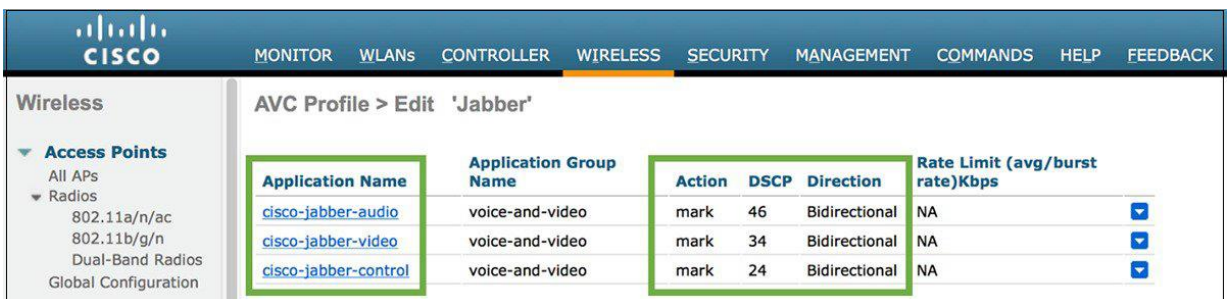 CISCO
MONITOR WLANs CONTROLLER WIRELESS SECURITY MANAGEMENT COMMANDS HELP FEEDBACK
Wireless
Access Points
All APs
Radios
802.11a/n/ac
802.11b/g/n
Dual-Band Radios
Global Configuration
AVC Profile > Edit 'Jabber'
Application Name Application Group Name Action DSCP Direction Rate Limit (avg/burst rate)Kbps
cisco-jabber-audio voice-and-video mark 46 Bidirectional NA
cisco-jabber-video voice-and-video mark 34 Bidirectional NA
cisco-jabber-control voice-and-video mark 24 Bidirectional NA